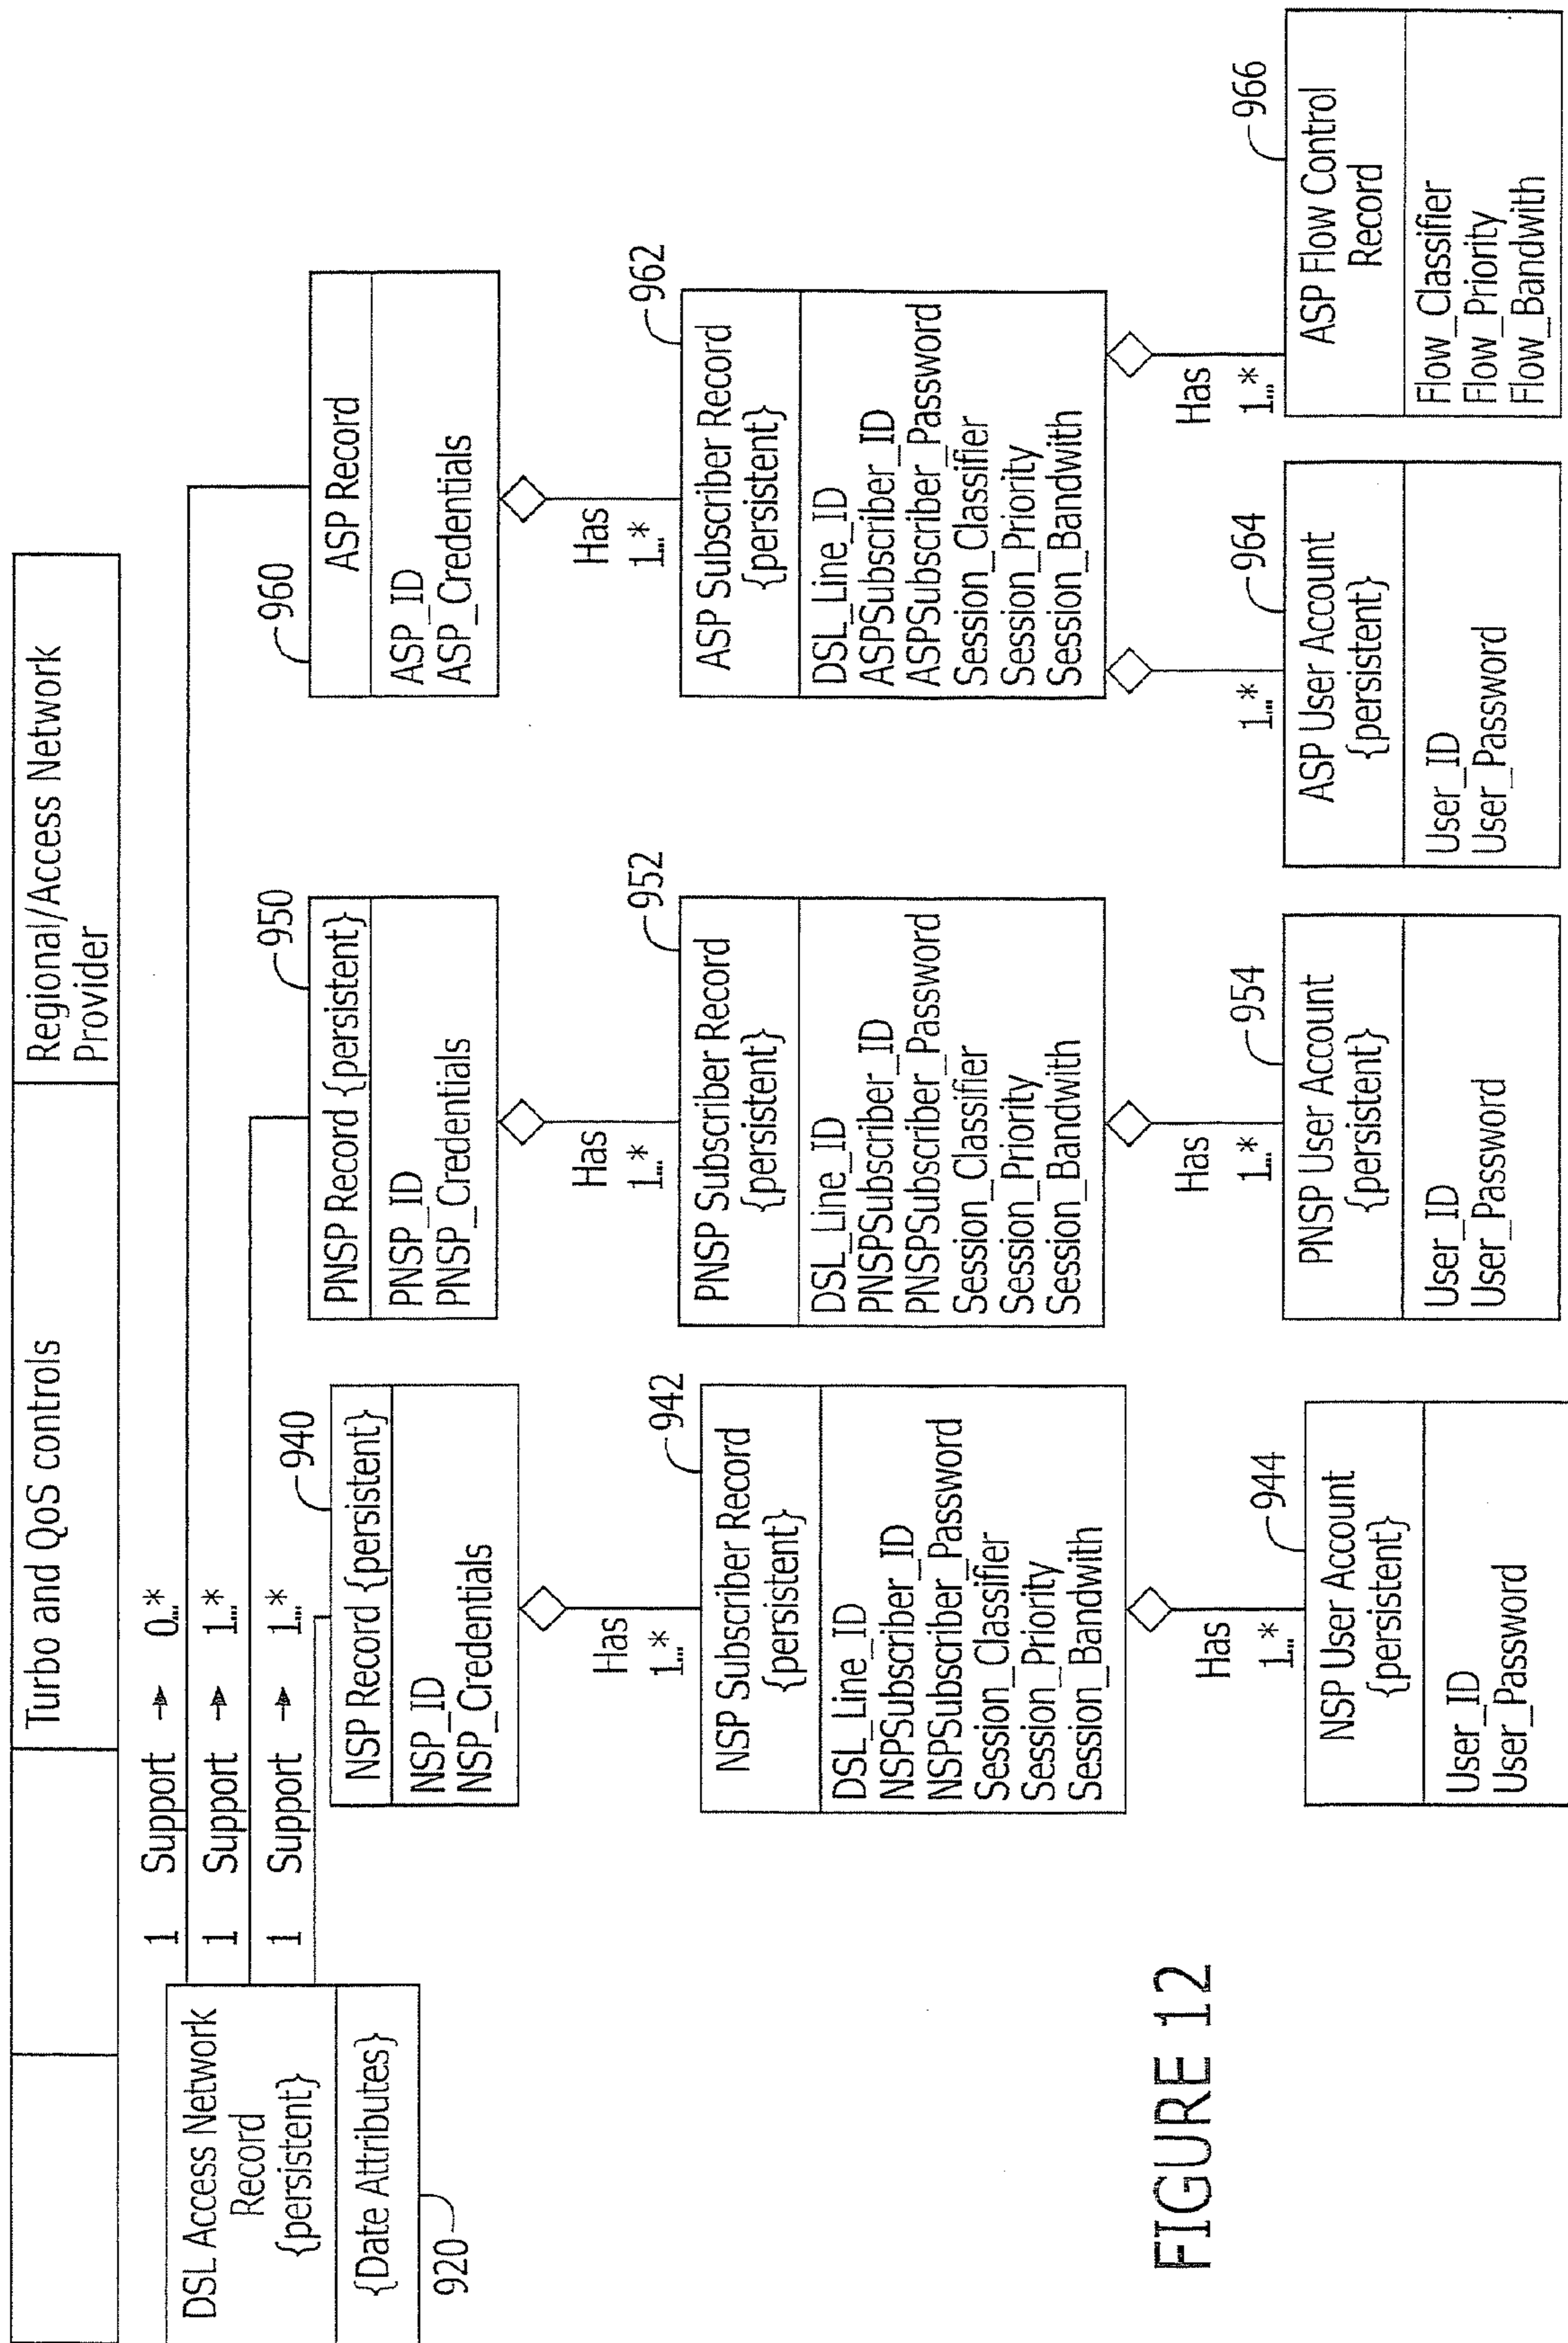 Turbo and QoS controls
Regional/Access Network
Provider
1 Support → 0..*
1 Support → 1..*
1 Support → 1..*
DSL Access Network
Record
{persistent}
{Date Attributes}
920
940
NSP Record {persistent}
NSP_ID
NSP_Credentials
950
PNSP Record {persistent}
PNSP_ID
PNSP_Credentials
960
ASP Record
ASP_ID
ASP_Credentials
Has
1..*
Has
1..*
Has
1..*
942
NSP Subscriber Record
{persistent}
DSL_Line_ID
NSPSubscriber_ID
NSPSubscriber_Password
Session_Classifier
Session_Priority
Session_Bandwith
952
PNSP Subscriber Record
{persistent}
DSL_Line_ID
PNSPSubscriber_ID
PNSPSubscriber_Password
Session_Classifier
Session_Priority
Session_Bandwith
962
ASP Subscriber Record
{persistent}
DSL_Line_ID
ASPSubscriber_ID
ASPSubscriber_Password
Session_Classifier
Session_Priority
Session_Bandwith
Has
1..*
Has
1..*
1..*
Has
1..*
944
NSP User Account
{persistent}
User_ID
User_Password
954
PNSP User Account
{persistent}
User_ID
User_Password
964
ASP User Account
{persistent}
User_ID
User_Password
966
ASP Flow Control
Record
Flow_Classifier
Flow_Priority
Flow_Bandwith
FIGURE 12